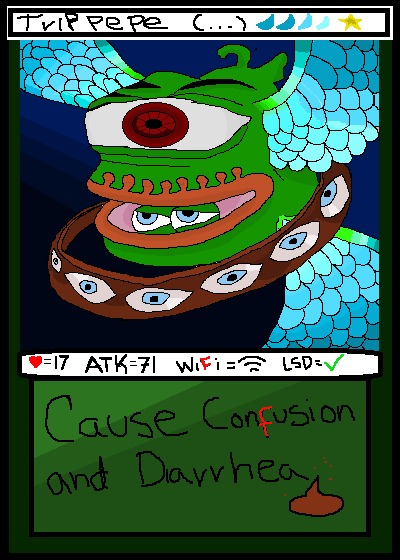 Trippepe (...)
♥=17 ATK=71 WiFi= LSD=✓
Cause Confusion
and Diarrhea